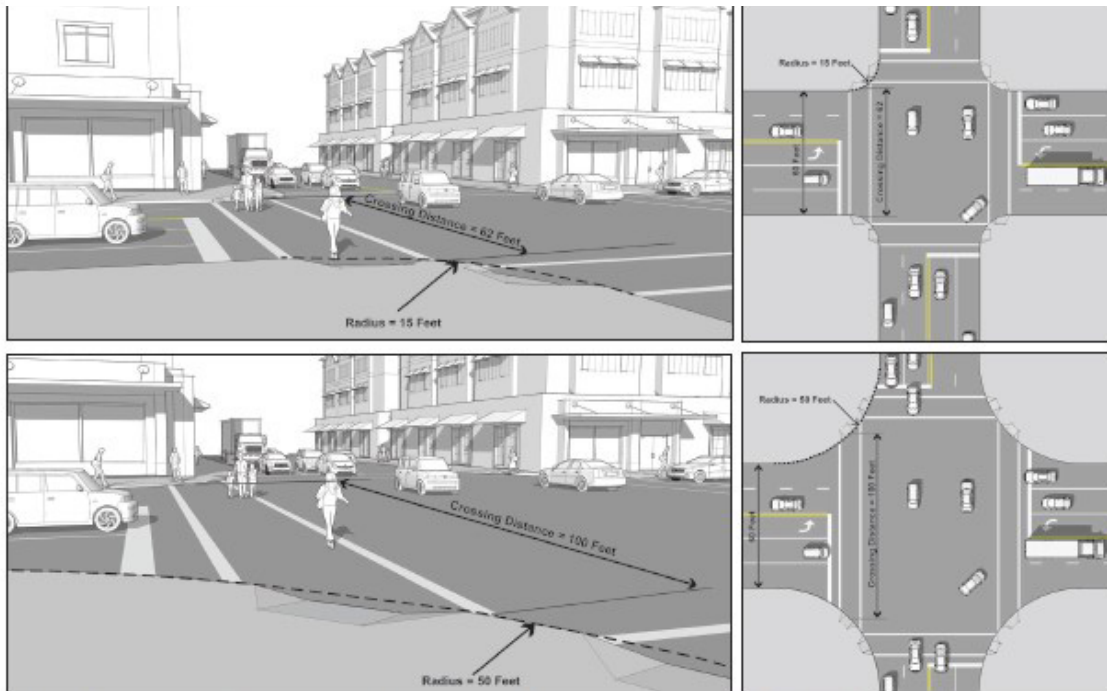 Crossing Distance = 62 Feet
Radius = 15 Feet
Radius = 15 Feet
60 Feet
Crossing Distance = 62
Crossing Distance = 100 Feet
Radius = 50 Feet
Radius = 50 Feet
60 Feet
Crossing Distance = 100 Feet